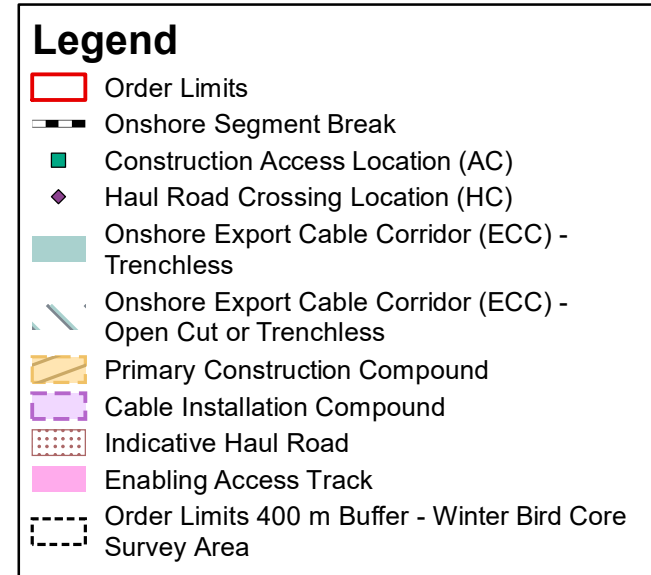 Legend
Order Limits
Onshore Segment Break
Construction Access Location (AC)
Haul Road Crossing Location (HC)
Onshore Export Cable Corridor (ECC) -
Trenchless
Onshore Export Cable Corridor (ECC) -
Open Cut or Trenchless
Primary Construction Compound
Cable Installation Compound
Indicative Haul Road
Enabling Access Track
Order Limits 400 m Buffer - Winter Bird Core
Survey Area